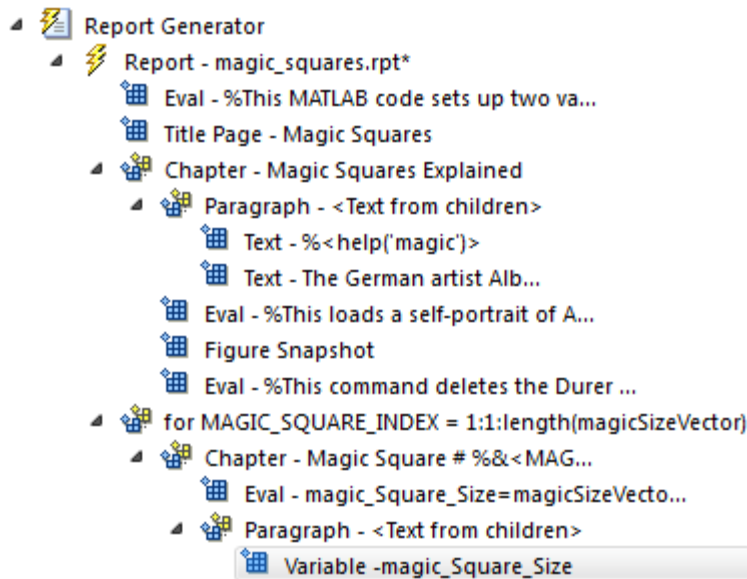 Report Generator
Report - magic_squares.rpt*
Eval - %This MATLAB code sets up two va...
Title Page - Magic Squares
Chapter - Magic Squares Explained
Paragraph - <Text from children>
Text - %<help('magic')>
Text - The German artist Alb...
Eval - %This loads a self-portrait of A...
Figure Snapshot
Eval - %This command deletes the Durer ...
for MAGIC_SQUARE_INDEX = 1:1:length(magicSizeVector)
Chapter - Magic Square # %&<MAG...
Eval - magic_Square_Size=magicSizeVecto...
Paragraph - <Text from children>
Variable -magic_Square_Size